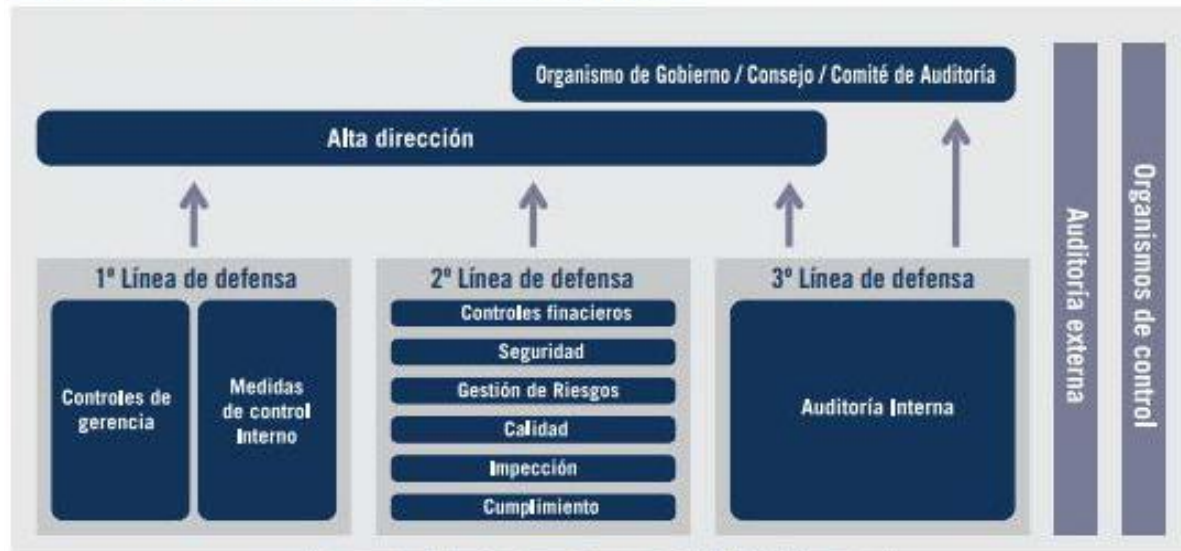 Organismo de Gobierno / Consejo / Comité de Auditoría
Alta dirección
1º Línea de defensa
Controles de
gerencia
Medidas
de control
Interno
2º Línea de defensa
Controles finacieros
Seguridad
Gestión de Riesgos
Calidad
Impección
Cumplimiento
3º Línea de defensa
Auditoría Interna
Auditoría externa
Organismos de control